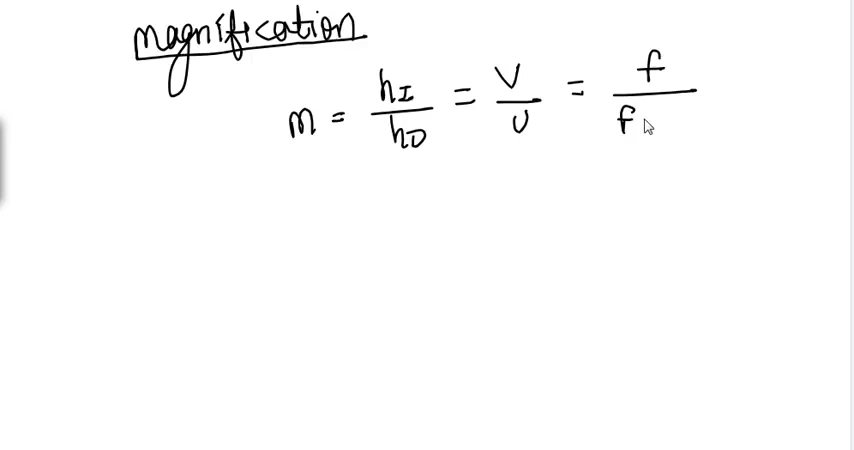 magnification
m = hI/hO = V/U = f/f